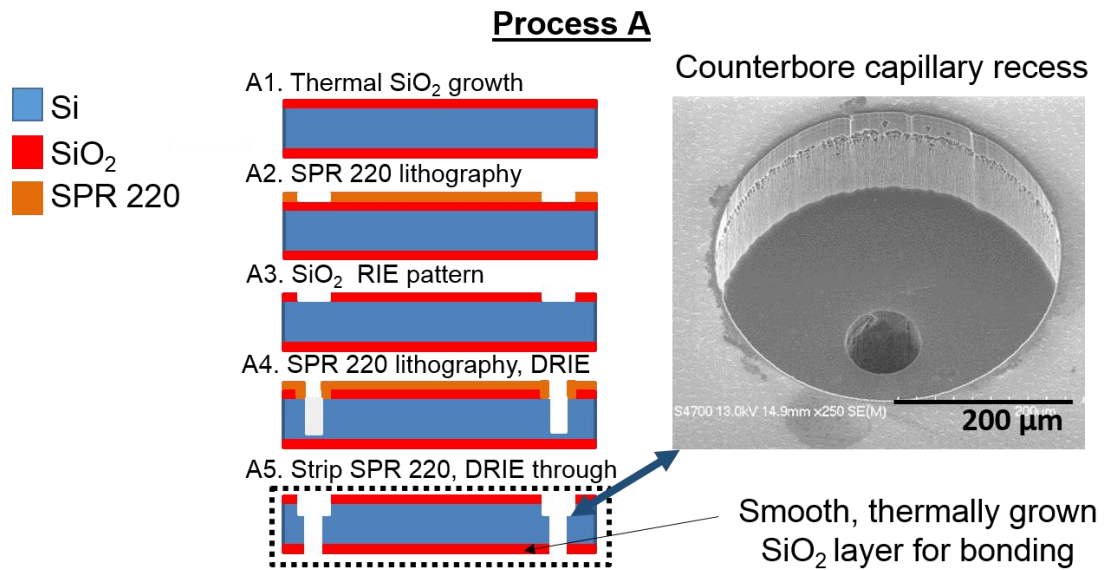 Process A
Si
SiO₂
SPR 220
A1. Thermal SiO₂ growth
A2. SPR 220 lithography
A3. SiO₂ RIE pattern
A4. SPR 220 lithography, DRIE
A5. Strip SPR 220, DRIE through
Counterbore capillary recess
S4700 13.0kV 14.9mm x250 SE(M)
200um
200 µm
Smooth, thermally grown
SiO₂ layer for bonding